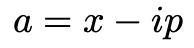 a = x − ip